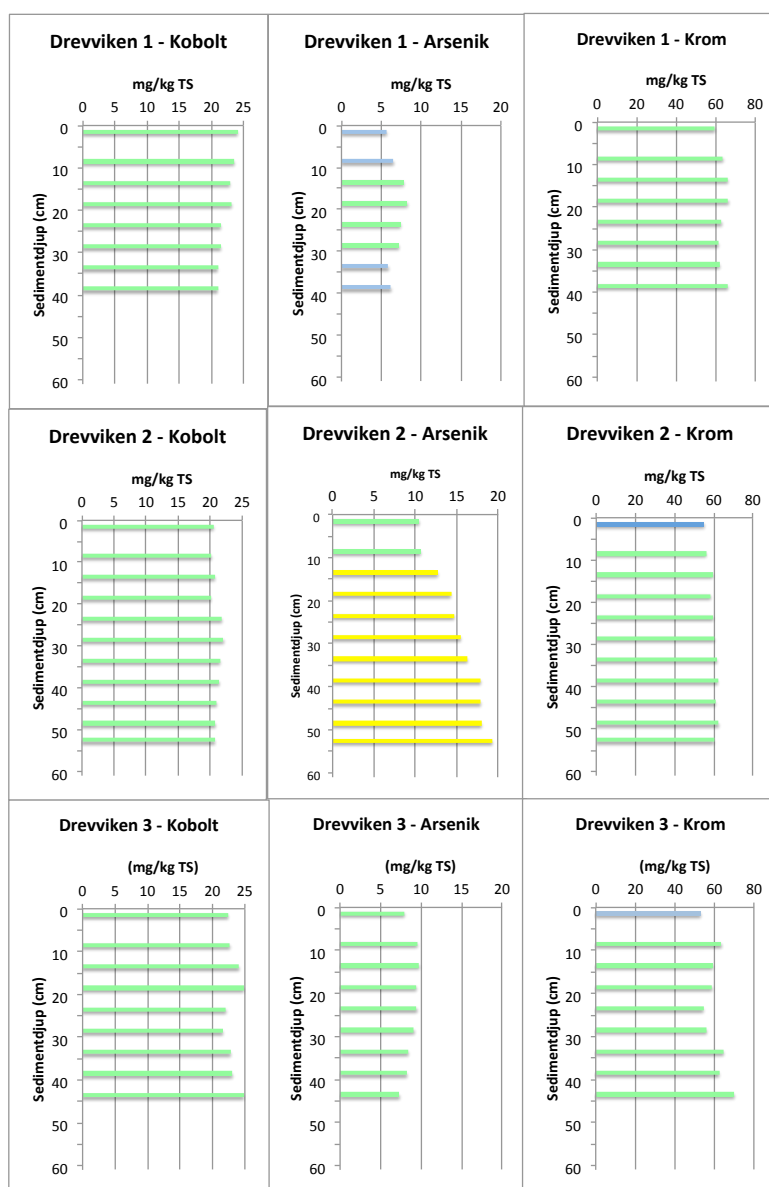 Drevviken 1 - Kobolt
mg/kg TS
0 5 10 15 20 25
0
10
20
30
40
50
60
Sedimentdjup (cm)
Drevviken 1 - Arsenik
mg/kg TS
0 5 10 15 20
0
10
20
30
40
50
60
Sedimentdjup (cm)
Drevviken 1 - Krom
mg/kg TS
0 20 40 60 80
0
10
20
30
40
50
60
Sedimentdjup (cm)
Drevviken 2 - Kobolt
mg/kg TS
0 5 10 15 20 25
0
10
20
30
40
50
60
Sedimentdjup (cm)
Drevviken 2 - Arsenik
mg/kg TS
0 5 10 15 20
0
10
20
30
40
50
60
Sedimentdjup (cm)
Drevviken 2 - Krom
mg/kg TS
0 20 40 60 80
0
10
20
30
40
50
60
Sedimentdjup (cm)
Drevviken 3 - Kobolt
(mg/kg TS)
0 5 10 15 20 25
0
10
20
30
40
50
60
Sedimentdjup (cm)
Drevviken 3 - Arsenik
(mg/kg TS)
0 5 10 15 20
0
10
20
30
40
50
60
Sedimentdjup (cm)
Drevviken 3 - Krom
(mg/kg TS)
0 20 40 60 80
0
10
20
30
40
50
60
Sedimentdjup (cm)